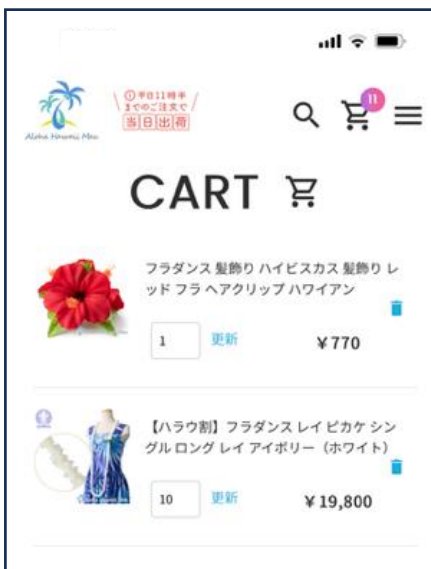 Aloha Hawaii Mau
平日11時半
までのご注文で
当日出荷
11
CART
フラダンス 髪飾り ハイビスカス 髪飾り レ
ッド フラ ヘアクリップ ハワイアン
1 更新 ¥770
【ハラウ割】フラダンス レイ ピカケ シン
グル ロング レイ アイボリー（ホワイト）
10 更新 ¥19,800